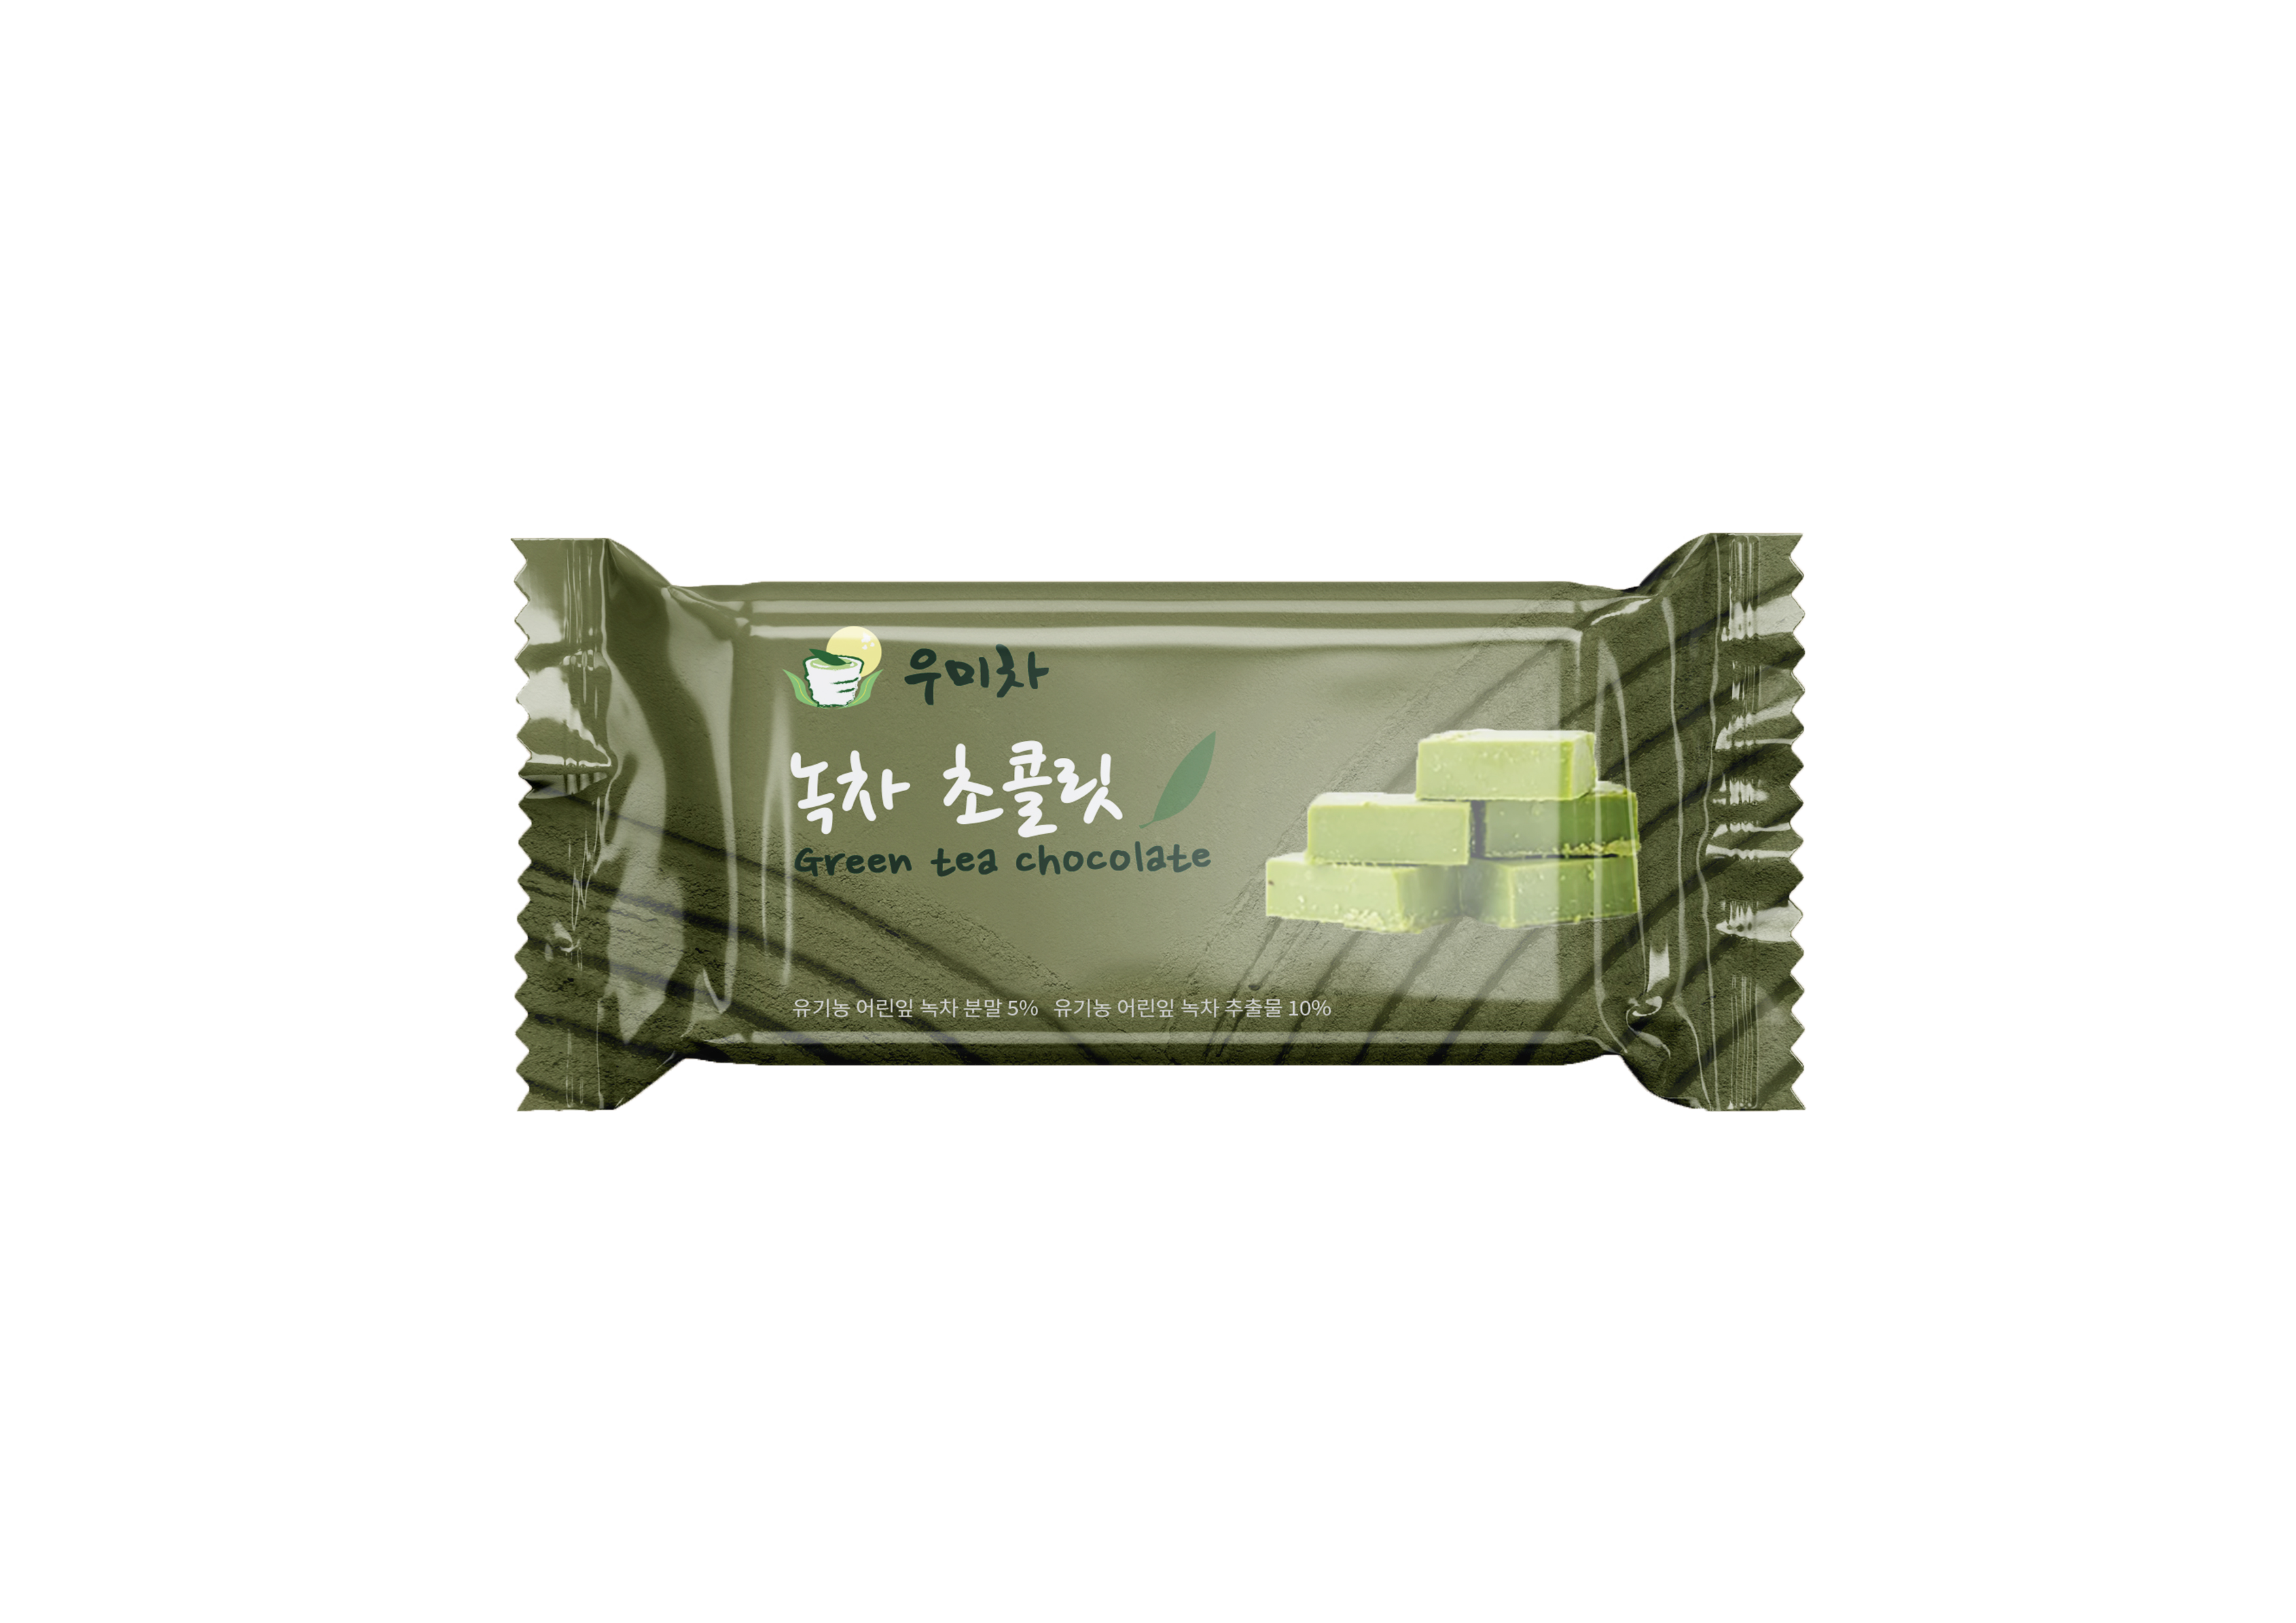 우미차
녹차 초콜릿
Green tea chocolate
유기농 어린잎 녹차 분말 5% 유기농 어린잎 녹차 추출물 10%